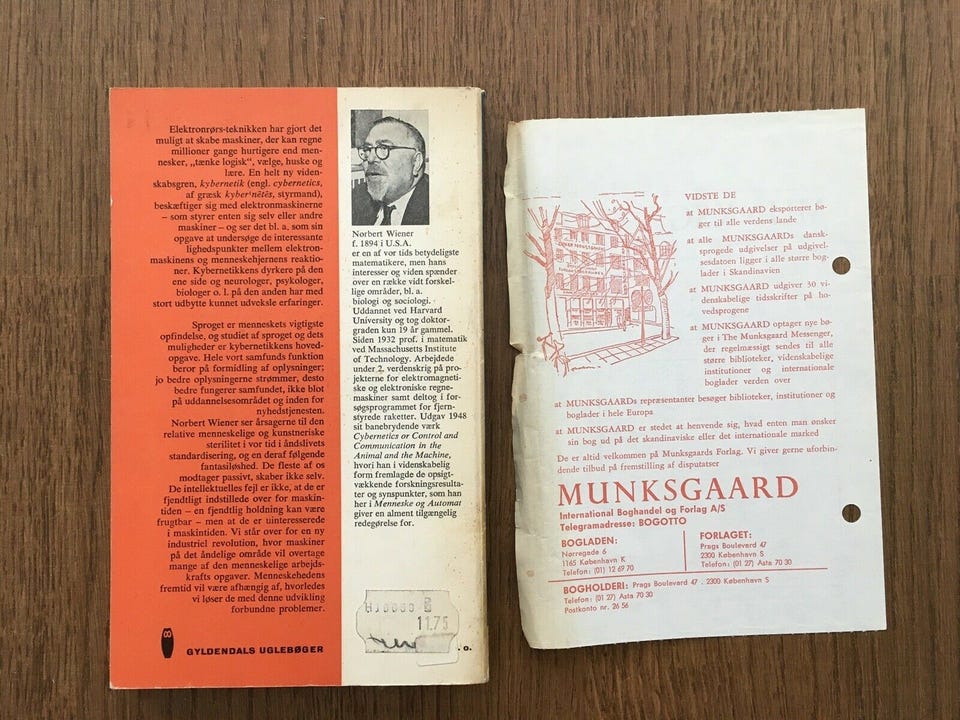 Elektronrørs-teknikken har gjort det
muligt at skabe maskiner, der kan regne
millioner gange hurtigere end men-
nesker, „tænke logisk“, vælge, huske og
lære. En helt ny viden-
skabsgren, kybernetik (engl. cybernetics,
af græsk kybernêtês, styrmand),
beskæftiger sig med elektronmaskinerne
– som styrer enten sig selv eller andre
maskiner – og ser det bl. a. som sin
opgave at undersøge de interessante
lighedspunkter mellem elektron-
maskinens og menneskehjernens reaktio-
ner. Kybernetikkens dyrkere på den
ene side og neurologer, psykologer,
biologer o. l. på den anden har med
stort udbytte kunnet udveksle erfaringer.
Sproget er menneskets vigtigste
opfindelse, og studiet af sproget og dets
muligheder er kybernetikkens hoved-
opgave. Hele vort samfunds funktion
beror på formidling af oplysninger;
jo bedre oplysningerne strømmer, desto
bedre fungerer samfundet, ikke blot
på uddannelsesområdet og inden for
nyhedstjenesten.
Norbert Wiener ser årsagerne til den
relative menneskelige og kunstneriske
sterilitet i vor tid i åndslivets
standardisering, og en deraf følgende
fantasiløshed. De fleste af os
modtager passivt, skaber ikke selv.
De intellektuelles fejl er ikke, at de er
fjendtligt indstillede over for maskin-
tiden – en fjendtlig holdning kan være
frugtbar – men at de er uinteresserede
i maskintiden. Vi står over for en ny
industriel revolution, hvor maskiner
på det åndelige område vil overtage
mange af den menneskelige arbejds-
krafts opgaver. Menneskehedens
fremtid vil være afhængig af, hvorledes
vi løser de med denne udvikling
forbundne problemer.
8
GYLDENDALS UGLEBØGER
Norbert Wiener
f. 1894 i U.S.A.
er en af vor tids betydeligste
matematikere, men hans
interesser og viden spænder
over en række vidt forskel-
lige områder, bl. a.
biologi og sociologi.
Uddannet ved Harvard
University og tog doktor-
graden kun 19 år gammel.
Siden 1932 prof. i matematik
ved Massachusetts Institute
of Technology. Arbejdede
under 2. verdenskrig på pro-
jekterne for elektromagneti-
ske og elektroniske regne-
maskiner samt deltog i for-
søgsprogrammet for fjern-
styrede raketter. Udgav 1948
sit banebrydende værk
Cybernetics or Control and
Communication in the
Animal and the Machine,
hvori han i videnskabelig
form fremlagde de opsigt-
vækkende forskningsresulta-
ter og synspunkter, som han
her i Menneske og Automat
giver en alment tilgængelig
redegørelse for.
11.75
. o.
VIDSTE DE
at MUNKSGAARD eksporterer bø-
ger til alle verdens lande
at alle MUNKSGAARDs dansk-
sprogede udgivelser på udgivel-
sesdatoen ligger i alle større bog-
lader i Skandinavien
at MUNKSGAARD udgiver 30 vi-
denskabelige tidsskrifter på ho-
vedsprogene
at MUNKSGAARD optager nye bø-
ger i The Munksgaard Messenger,
der regelmæssigt sendes til alle
større biblioteker, videnskabelige
institutioner og internationale
boglader verden over
at MUNKSGAARDs repræsentanter besøger biblioteker, institutioner og
boglader i hele Europa
at MUNKSGAARD er stedet at henvende sig, hvad enten man ønsker
sin bog ud på det skandinaviske eller det internationale marked
De er altid velkommen på Munksgaards Forlag. Vi giver gerne uforbin-
dende tilbud på fremstilling af disputatser
MUNKSGAARD
International Boghandel og Forlag A/S
Telegramadresse: BOGOTTO
BOGLADEN:
Nørregade 6
1165 København K
Telefon: (01) 12 69 70
FORLAGET:
Prags Boulevard 47
2300 København S
Telefon: (01 27) Asta 70 30
BOGHOLDERI: Prags Boulevard 47 . 2300 København S
Telefon: (01 27) Asta 70 30
Postkonto nr. 26 56